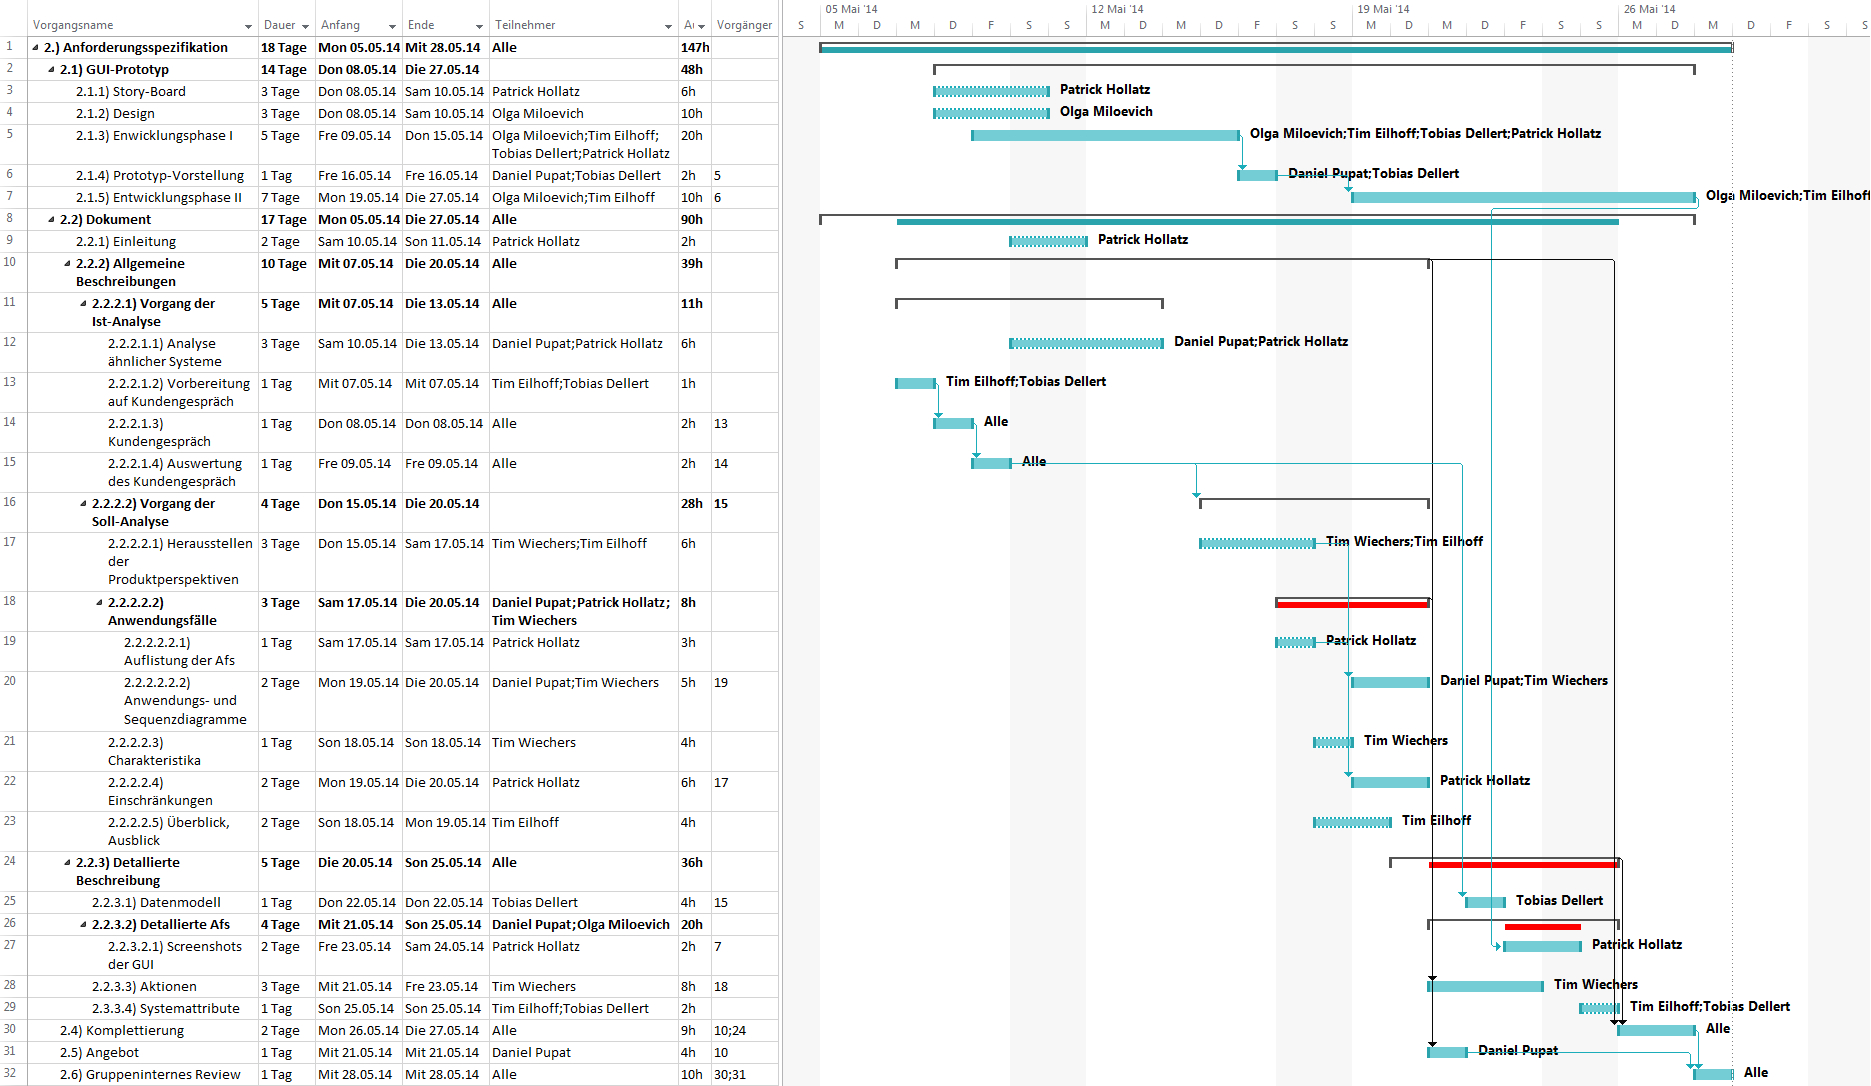 05 Mai '14 12 Mai '14 19 Mai '14 26 Mai '14
Vorgangsname Dauer Anfang Ende Teilnehmer Ar Vorgänger S M D M D F S S M D M D F S S M D M D F S S M D M D F S S
1 2.) Anforderungsspezifikation 18 Tage Mon 05.05.14 Mit 28.05.14 Alle 147h
2 2.1) GUI-Prototyp 14 Tage Don 08.05.14 Die 27.05.14 48h
3 2.1.1) Story-Board 3 Tage Don 08.05.14 Sam 10.05.14 Patrick Hollatz 6h Patrick Hollatz
4 2.1.2) Design 3 Tage Don 08.05.14 Sam 10.05.14 Olga Miloevich 10h Olga Miloevich
5 2.1.3) Enwicklungsphase I 5 Tage Fre 09.05.14 Don 15.05.14 Olga Miloevich;Tim Eilhoff; 20h Olga Miloevich;Tim Eilhoff;Tobias Dellert;Patrick Hollatz
Tobias Dellert;Patrick Hollatz
6 2.1.4) Prototyp-Vorstellung 1 Tag Fre 16.05.14 Fre 16.05.14 Daniel Pupat;Tobias Dellert 2h 5 Daniel Pupat;Tobias Dellert
7 2.1.5) Entwicklungsphase II 7 Tage Mon 19.05.14 Die 27.05.14 Olga Miloevich;Tim Eilhoff 10h 6 Olga Miloevich;Tim Eilhoff
8 2.2) Dokument 17 Tage Mon 05.05.14 Die 27.05.14 Alle 90h
9 2.2.1) Einleitung 2 Tage Sam 10.05.14 Son 11.05.14 Patrick Hollatz 2h Patrick Hollatz
10 2.2.2) Allgemeine 10 Tage Mit 07.05.14 Die 20.05.14 Alle 39h
Beschreibungen
11 2.2.2.1) Vorgang der 5 Tage Mit 07.05.14 Die 13.05.14 Alle 11h
Ist-Analyse
12 2.2.2.1.1) Analyse 3 Tage Sam 10.05.14 Die 13.05.14 Daniel Pupat;Patrick Hollatz 6h Daniel Pupat;Patrick Hollatz
ähnlicher Systeme
13 2.2.2.1.2) Vorbereitung 1 Tag Mit 07.05.14 Mit 07.05.14 Tim Eilhoff;Tobias Dellert 1h Tim Eilhoff;Tobias Dellert
auf Kundengespräch
14 2.2.2.1.3) 1 Tag Don 08.05.14 Don 08.05.14 Alle 2h 13 Alle
Kundengespräch
15 2.2.2.1.4) Auswertung 1 Tag Fre 09.05.14 Fre 09.05.14 Alle 2h 14 Alle
des Kundengespräch
16 2.2.2.2) Vorgang der 4 Tage Don 15.05.14 Die 20.05.14 28h 15
Soll-Analyse
17 2.2.2.2.1) Herausstellen 3 Tage Don 15.05.14 Sam 17.05.14 Tim Wiechers;Tim Eilhoff 6h Tim Wiechers;Tim Eilhoff
der
Produktperspektiven
18 2.2.2.2.2) 3 Tage Sam 17.05.14 Die 20.05.14 Daniel Pupat;Patrick Hollatz; 8h
Anwendungsfälle Tim Wiechers
19 2.2.2.2.2.1) 1 Tag Sam 17.05.14 Sam 17.05.14 Patrick Hollatz 3h Patrick Hollatz
Auflistung der Afs
20 2.2.2.2.2.2) 2 Tage Mon 19.05.14 Die 20.05.14 Daniel Pupat;Tim Wiechers 5h 19 Daniel Pupat;Tim Wiechers
Anwendungs- und
Sequenzdiagramme
21 2.2.2.2.3) 1 Tag Son 18.05.14 Son 18.05.14 Tim Wiechers 4h Tim Wiechers
Charakteristika
22 2.2.2.2.4) 2 Tage Mon 19.05.14 Die 20.05.14 Patrick Hollatz 6h 17 Patrick Hollatz
Einschränkungen
23 2.2.2.2.5) Überblick, 2 Tage Son 18.05.14 Mon 19.05.14 Tim Eilhoff 4h Tim Eilhoff
Ausblick
24 2.2.3) Detallierte 5 Tage Die 20.05.14 Son 25.05.14 Alle 36h
Beschreibung
25 2.2.3.1) Datenmodell 1 Tag Don 22.05.14 Don 22.05.14 Tobias Dellert 4h 15 Tobias Dellert
26 2.2.3.2) Detallierte Afs 4 Tage Mit 21.05.14 Son 25.05.14 Daniel Pupat;Olga Mileovich 20h
27 2.2.3.2.1) Screenshots 2 Tage Fre 23.05.14 Sam 24.05.14 Patrick Hollatz 2h 7 Patrick Hollatz
der GUI
28 2.2.3.3) Aktionen 3 Tage Mit 21.05.14 Fre 23.05.14 Tim Wiechers 8h 18 Tim Wiechers
29 2.3.3.4) Systemattribute 1 Tag Son 25.05.14 Son 25.05.14 Tim Eilhoff;Tobias Dellert 2h Tim Eilhoff;Tobias Dellert
30 2.4) Komplettierung 2 Tage Mon 26.05.14 Die 27.05.14 Alle 9h 10;24 Alle
31 2.5) Angebot 1 Tag Mit 21.05.14 Mit 21.05.14 Daniel Pupat 4h 10 Daniel Pupat
32 2.6) Gruppeninternes Review 1 Tag Mit 28.05.14 Mit 28.05.14 Alle 10h 30;31 Alle